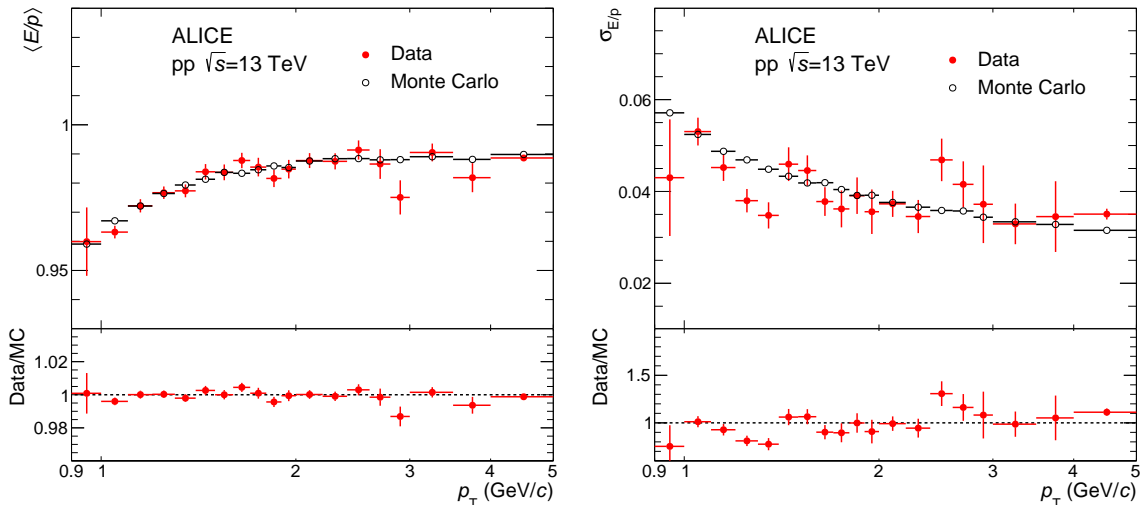 ⟨E/p⟩
ALICE
pp √s=13 TeV
Data
Monte Carlo
1
0.95
Data/MC
1.02
1
0.98
0.9 1 2 3 4 5
p_T (GeV/c)
σ_E/p
ALICE
pp √s=13 TeV
Data
Monte Carlo
0.06
0.04
0.02
Data/MC
1.5
1
0.9 1 2 3 4 5
p_T (GeV/c)